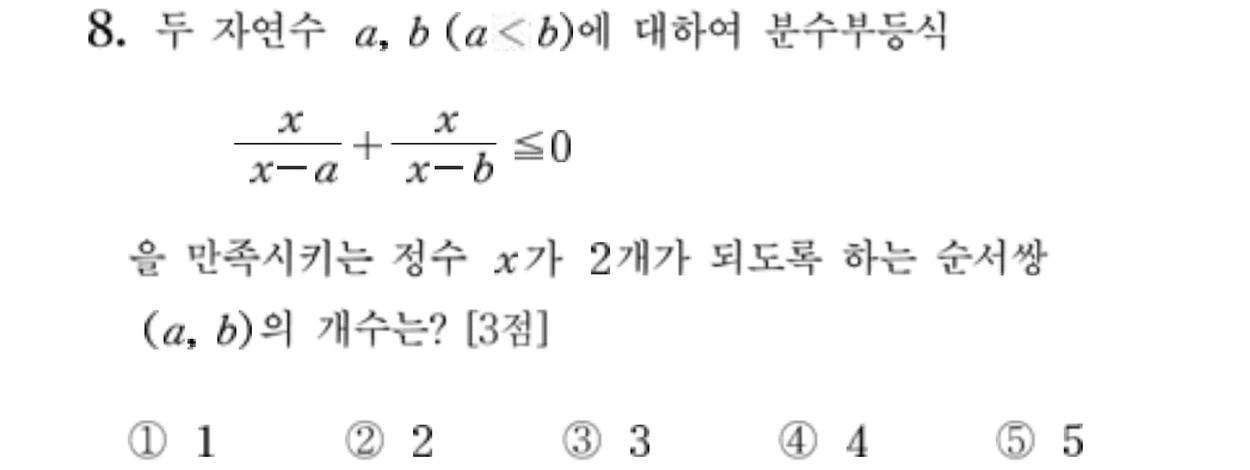 8. 두 자연수 a, b (a < b)에 대하여 분수부등식
x/(x-a) + x/(x-b) ≦ 0
을 만족시키는 정수 x가 2개가 되도록 하는 순서쌍
(a, b)의 개수는? [3점]
① 1 ② 2 ③ 3 ④ 4 ⑤ 5